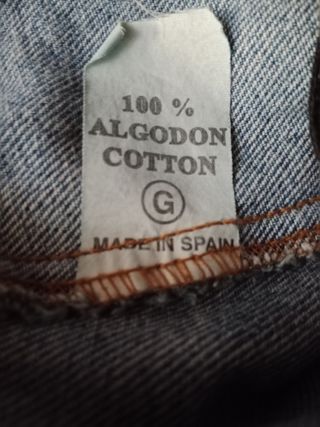 100 %
ALGODON
COTTON
G
MADE IN SPAIN